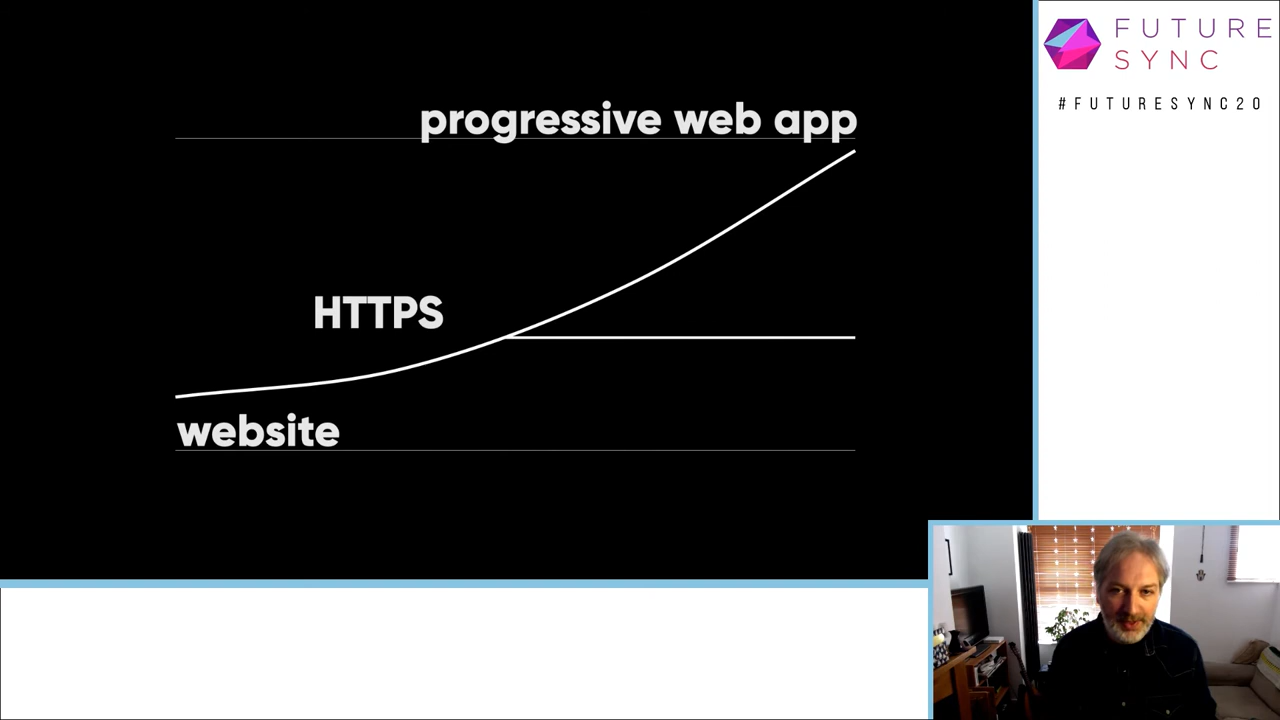 progressive web app
HTTPS
website
FUTURE
SYNC
#FUTURESYNC20